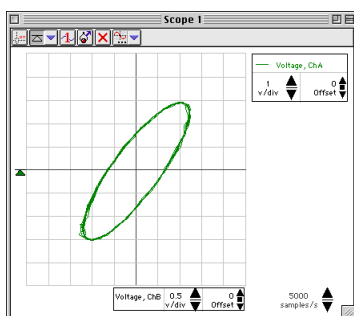 Scope 1
Voltage, ChA
1 0
v/div Offset
Voltage, ChB 0.5 0
v/div Offset
5000
samples/s